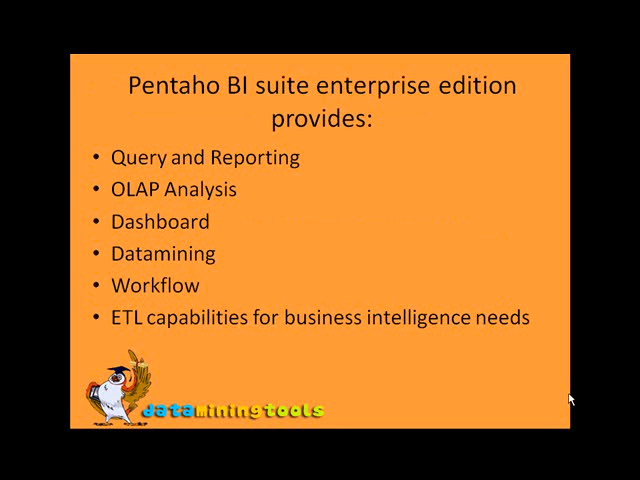 Pentaho BI suite enterprise edition
provides:
• Query and Reporting
• OLAP Analysis
• Dashboard
• Datamining
• Workflow
• ETL capabilities for business intelligence needs
dataminingtools